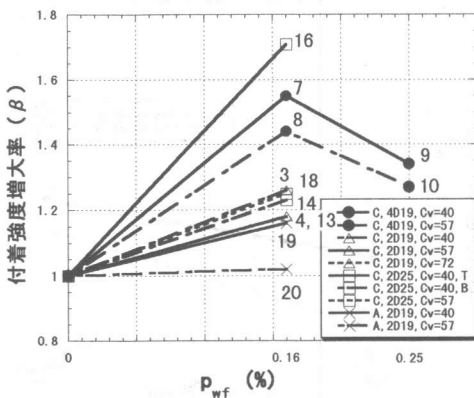 付着強度増大率 (β)
1.8
1.6
1.4
1.2
1
0.8
16
7
8
9
10
3
18
14
4, 13
19
20
C, 4D19, Cv=40
C, 4D19, Cv=57
C, 2D19, Cv=40
C, 2D19, Cv=57
C, 2D19, Cv=72
C, 2D25, Cv=40, T
C, 2D25, Cv=40, B
C, 2D25, Cv=57
A, 2D19, Cv=40
A, 2D19, Cv=57
0
0.16
0.25
pwf (%)